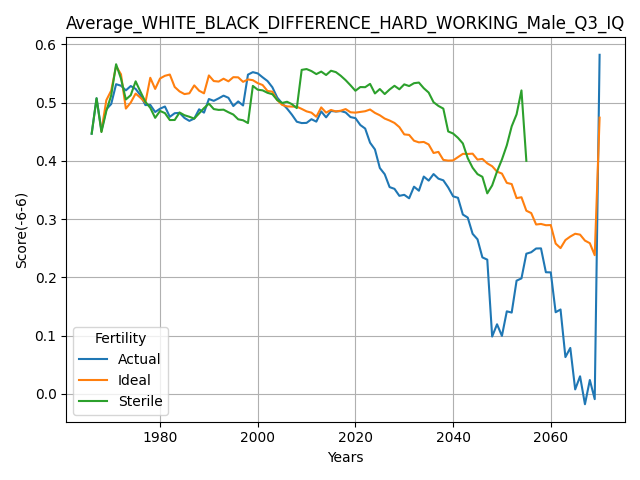 Average_WHITE_BLACK_DIFFERENCE_HARD_WORKING_Male_Q3_IQ
Score(-6-6)
0.6
0.5
0.4
0.3
0.2
0.1
0.0
Fertility
Actual
Ideal
Sterile
1980
2000
2020
2040
2060
Years